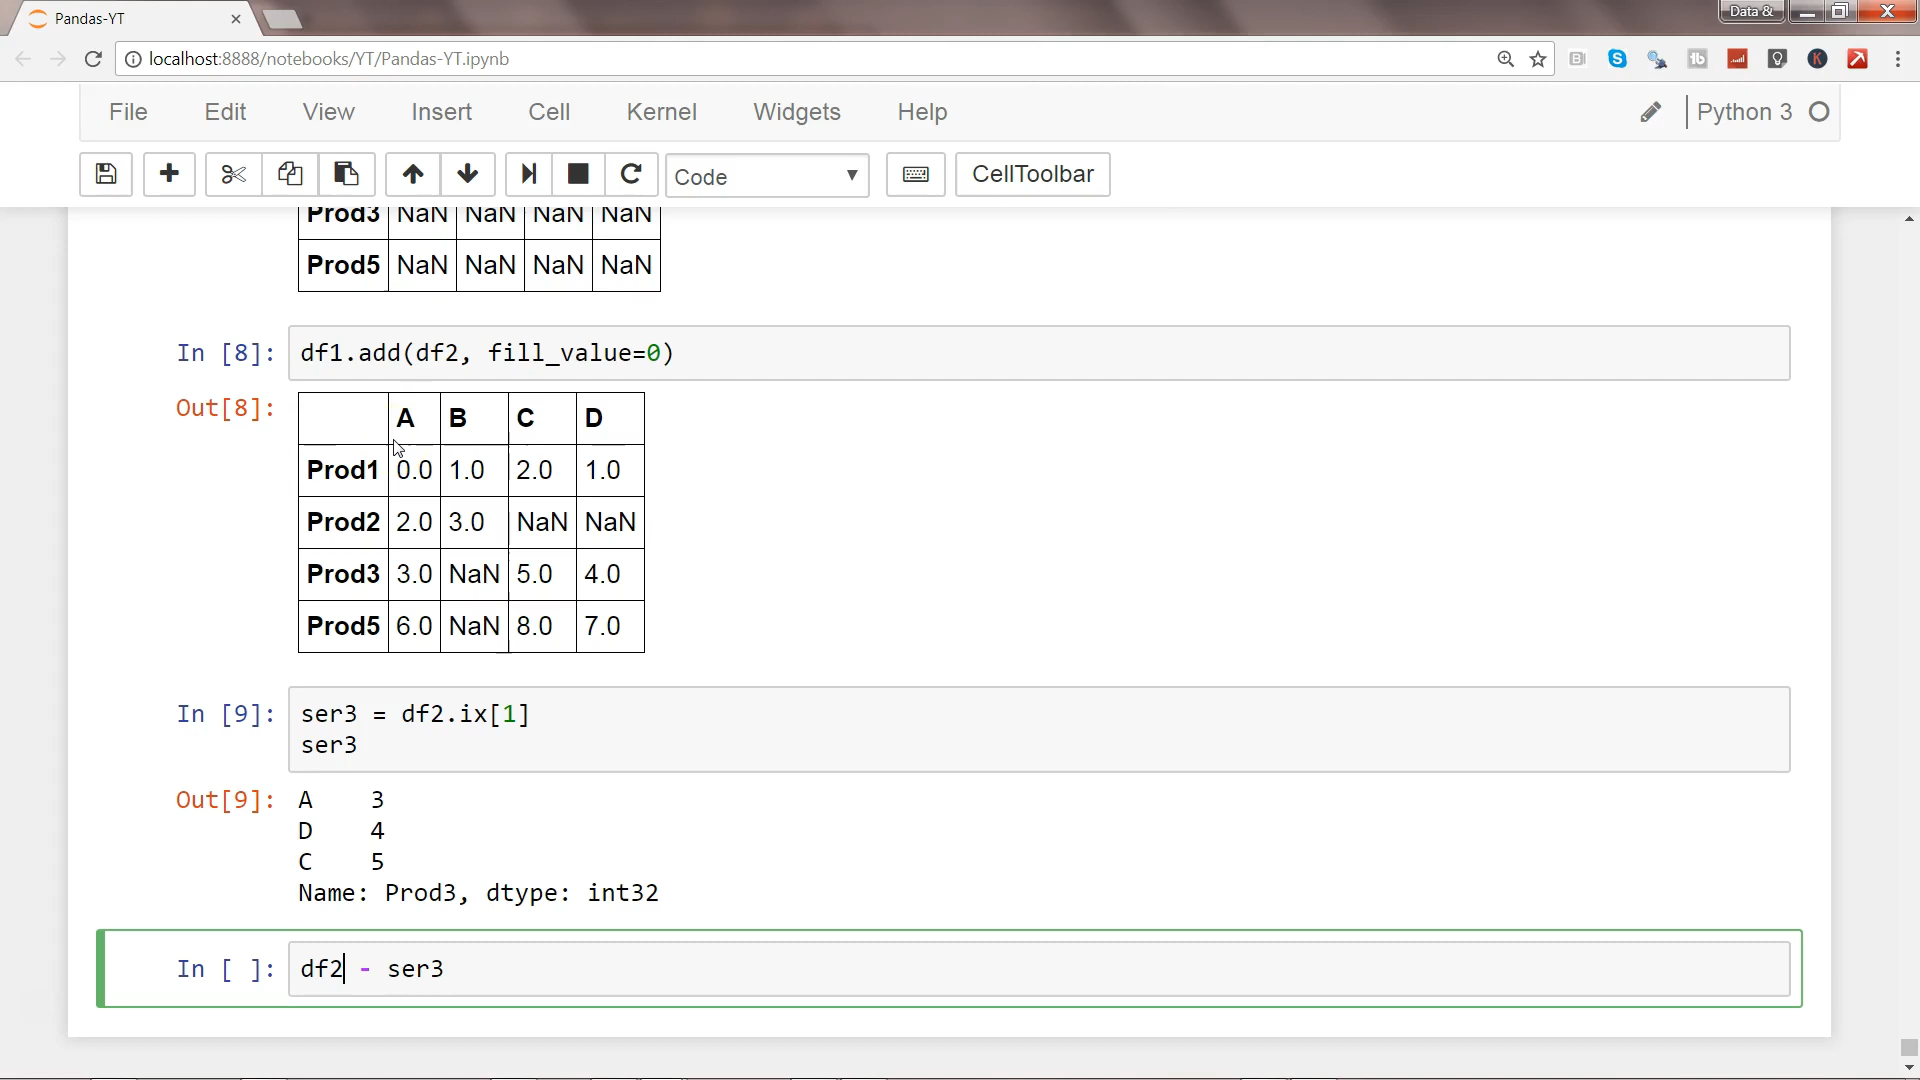 Pandas-YT
Data &
localhost:8888/notebooks/YT/Pandas-YT.ipynb
File Edit View Insert Cell Kernel Widgets Help Python 3
Code CellToolbar
Prod3 NaN NaN NaN NaN
Prod5 NaN NaN NaN NaN
In [8]: df1.add(df2, fill_value=0)
Out[8]:
A B C D
Prod1 0.0 1.0 2.0 1.0
Prod2 2.0 3.0 NaN NaN
Prod3 3.0 NaN 5.0 4.0
Prod5 6.0 NaN 8.0 7.0
In [9]: ser3 = df2.ix[1]
ser3
Out[9]: A 3
D 4
C 5
Name: Prod3, dtype: int32
In [ ]: df2 - ser3